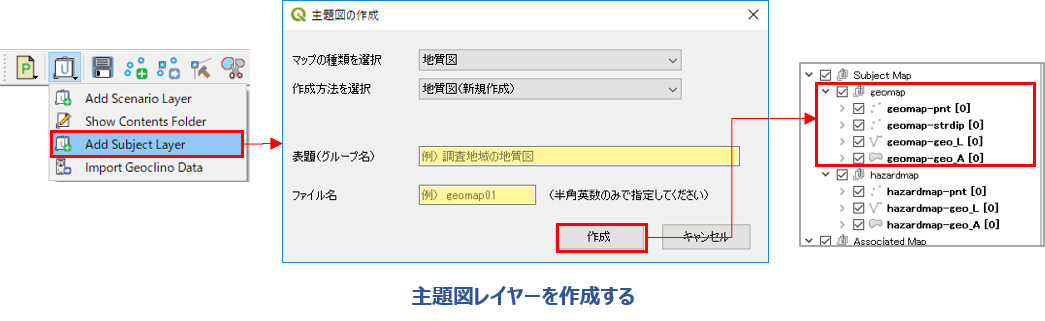 P
Add Scenario Layer
Show Contents Folder
Add Subject Layer
Import Geoclino Data
主題図の作成
マップの種類を選択
地質図
作成方法を選択
地質図(新規作成)
表題(グループ名)
例) 調査地域の地質図
ファイル名
例) geomap01
(半角英数のみで指定してください)
作成
キャンセル
Subject Map
geomap
geomap-pnt [0]
geomap-strdip [0]
geomap-geo_L [0]
geomap-geo_A [0]
hazardmap
hazardmap-pnt [0]
hazardmap-geo_L [0]
hazardmap-geo_A [0]
Associated Map
主題図レイヤーを作成する